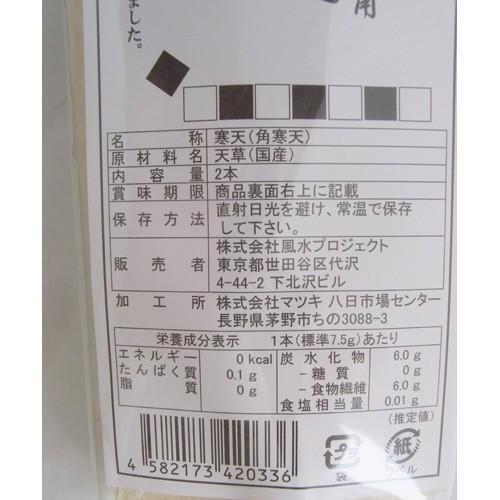 ました。
角
名称 寒天(角寒天)
原材料名 天草(国産)
内容量 2本
賞味期限 商品裏面右上に記載
保存方法 直射日光を避け、常温で保存
して下さい。
販売者 株式会社風水プロジェクト
東京都世田谷区代沢
4-44-2 下北沢ビル
加工所 株式会社マツキ 八日市場センター
長野県茅野市ちの3088-3
栄養成分表示 1本(標準7.5g)あたり
エネルギー 0 kcal 炭水化物 6.0 g
たんぱく質 0.1 g -糖質 0 g
脂質 0 g -食物繊維 6.0 g
食塩相当量 0.01 g
(推定値)
プラ
袋
紙
ラベル
4 582173 420336